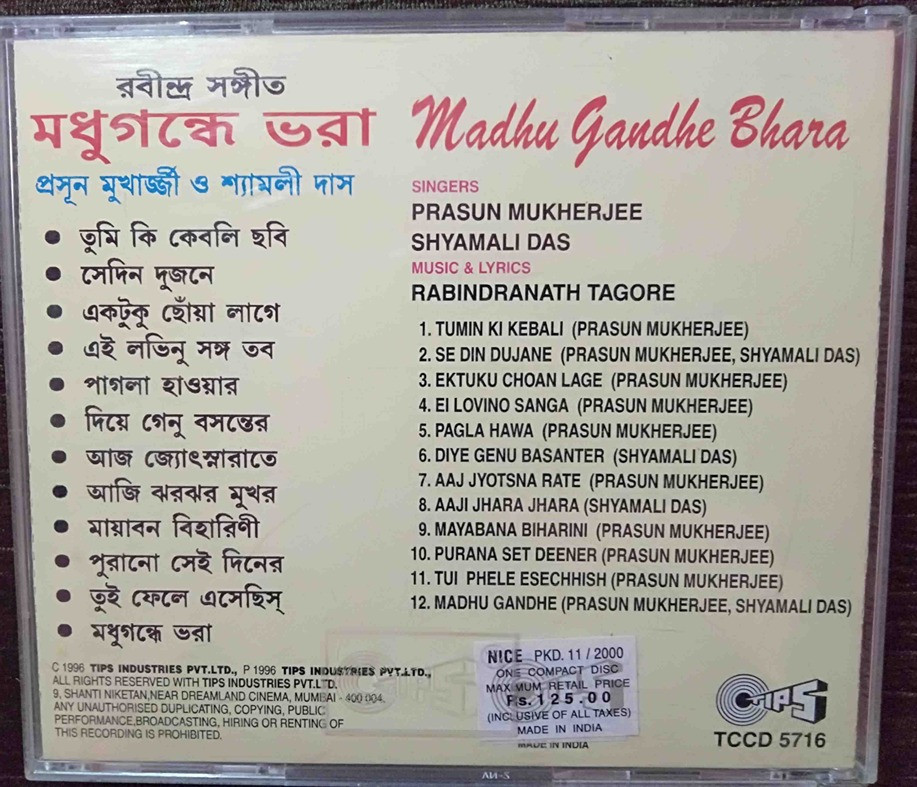 রবীন্দ্র সঙ্গীত
মধুগন্ধে ভরা
প্রসূন মুখার্জ্জী ও শ্যামলী দাস
● তুমি কি কেবলি ছবি
● সেদিন দুজনে
● একটুকু ছোঁয়া লাগে
● এই লভিনু সঙ্গ তব
● পাগলা হাওয়ার
● দিয়ে গেনু বসন্তের
● আজ জ্যোৎস্নারাতে
● আজি ঝরঝর মুখর
● মায়াবন বিহারিণী
● পুরানো সেই দিনের
● তুই ফেলে এসেছিস্
● মধুগন্ধে ভরা
C 1996 TIPS INDUSTRIES PVT.LTD., P 1996 TIPS INDUSTRIES PVT.LTD.,
ALL RIGHTS RESERVED WITH TIPS INDUSTRIES PVT.LTD.
9, SHANTI NIKETAN,NEAR DREAMLAND CINEMA, MUMBAI - 400 004.
ANY UNAUTHORISED DUPLICATING, COPYING, PUBLIC
PERFORMANCE,BROADCASTING, HIRING OR RENTING OF
THIS RECORDING IS PROHIBITED.
Madhu Gandhe Bhara
SINGERS
PRASUN MUKHERJEE
SHYAMALI DAS
MUSIC & LYRICS
RABINDRANATH TAGORE
1. TUMIN KI KEBALI (PRASUN MUKHERJEE)
2. SE DIN DUJANE (PRASUN MUKHERJEE, SHYAMALI DAS)
3. EKTUKU CHOAN LAGE (PRASUN MUKHERJEE)
4. EI LOVINO SANGA (PRASUN MUKHERJEE)
5. PAGLA HAWA (PRASUN MUKHERJEE)
6. DIYE GENU BASANTER (SHYAMALI DAS)
7. AAJ JYOTSNA RATE (PRASUN MUKHERJEE)
8. AAJI JHARA JHARA (SHYAMALI DAS)
9. MAYABANA BIHARINI (PRASUN MUKHERJEE)
10. PURANA SET DEENER (PRASUN MUKHERJEE)
11. TUI PHELE ESECHHISH (PRASUN MUKHERJEE)
12. MADHU GANDHE (PRASUN MUKHERJEE, SHYAMALI DAS)
NICE PKD. 11 / 2000
ONE COMPACT DISC
MAXIMUM RETAIL PRICE
Rs.125.00
(INCLUSIVE OF ALL TAXES)
MADE IN INDIA
MADE IN INDIA
TIPS
TCCD 5716